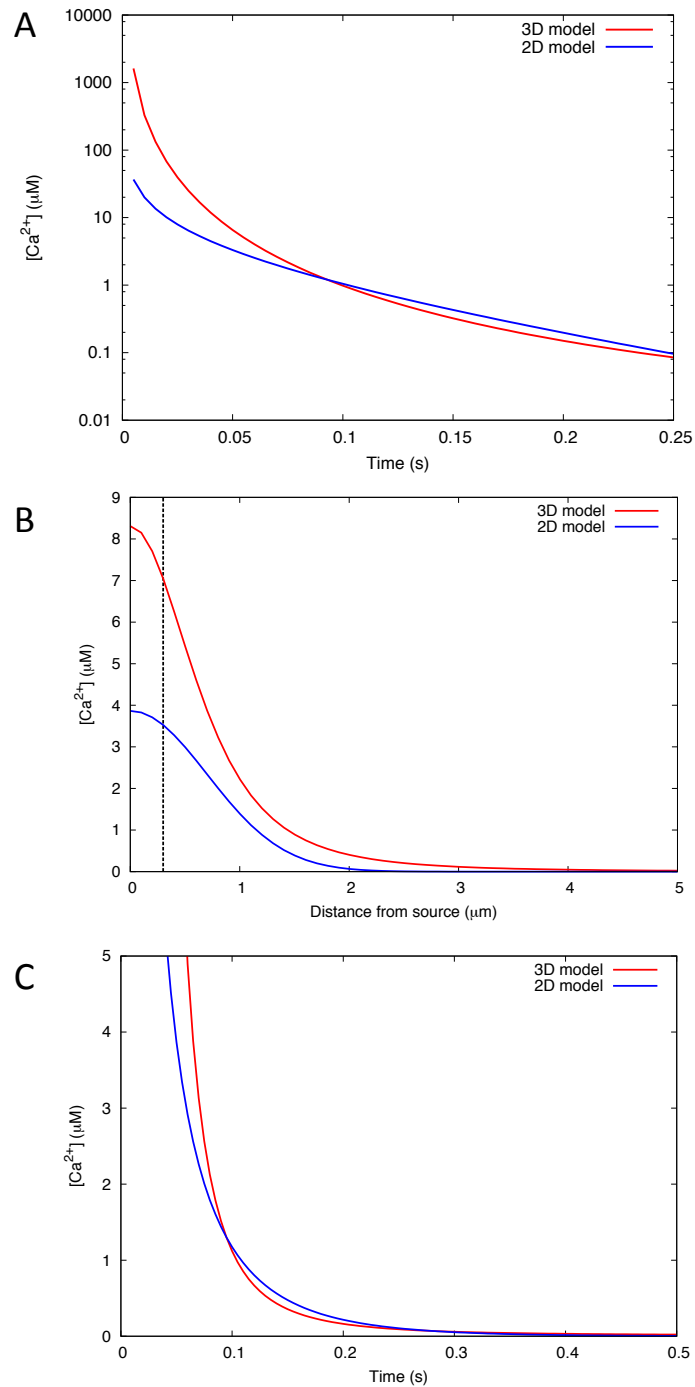 A
3D model
2D model
10000
1000
100
10
1
0.1
0.01
[Ca2+] (μM)
0
0.05
0.1
0.15
0.2
0.25
Time (s)
B
3D model
2D model
9
8
7
6
5
4
3
2
1
0
[Ca2+] (μM)
0
1
2
3
4
5
Distance from source (μm)
C
3D model
2D model
5
4
3
2
1
0
[Ca2+] (μM)
0
0.1
0.2
0.3
0.4
0.5
Time (s)